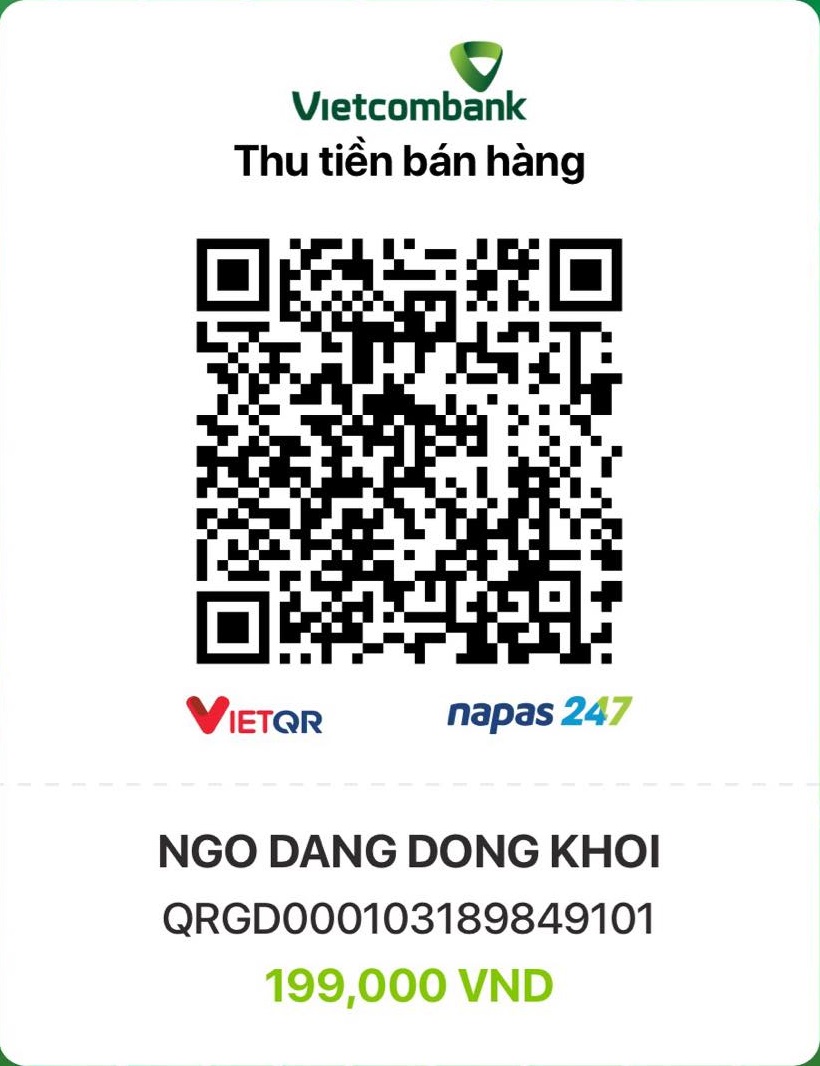 Vietcombank
Thu tiền bán hàng
VIETQR
napas 247
NGO DANG DONG KHOI
QRGD000103189849101
199,000 VND